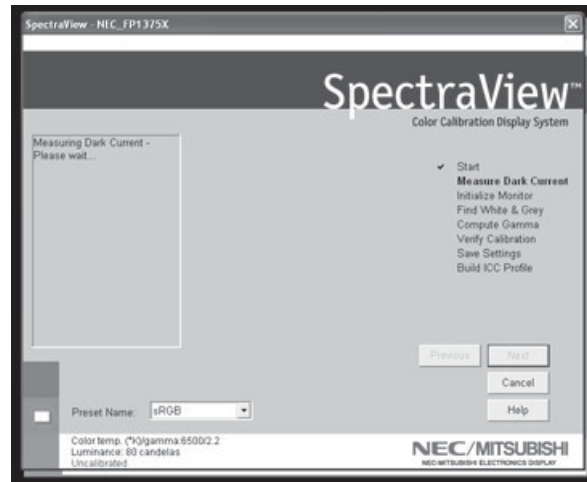 SpectraView - NEC_FP1375X
SpectraView™
Color Calibration Display System
Measuring Dark Current -
Please wait...
✓ Start
Measure Dark Current
Initialize Monitor
Find White & Grey
Compute Gamma
Verify Calibration
Save Settings
Build ICC Profile
Previous Next
Cancel
Help
Preset Name: sRGB
Color temp. (°K)/gamma:6500/2.2
Luminance: 80 candelas
Uncalibrated
NEC/MITSUBISHI
NEC-MITSUBISHI ELECTRONICS DISPLAY